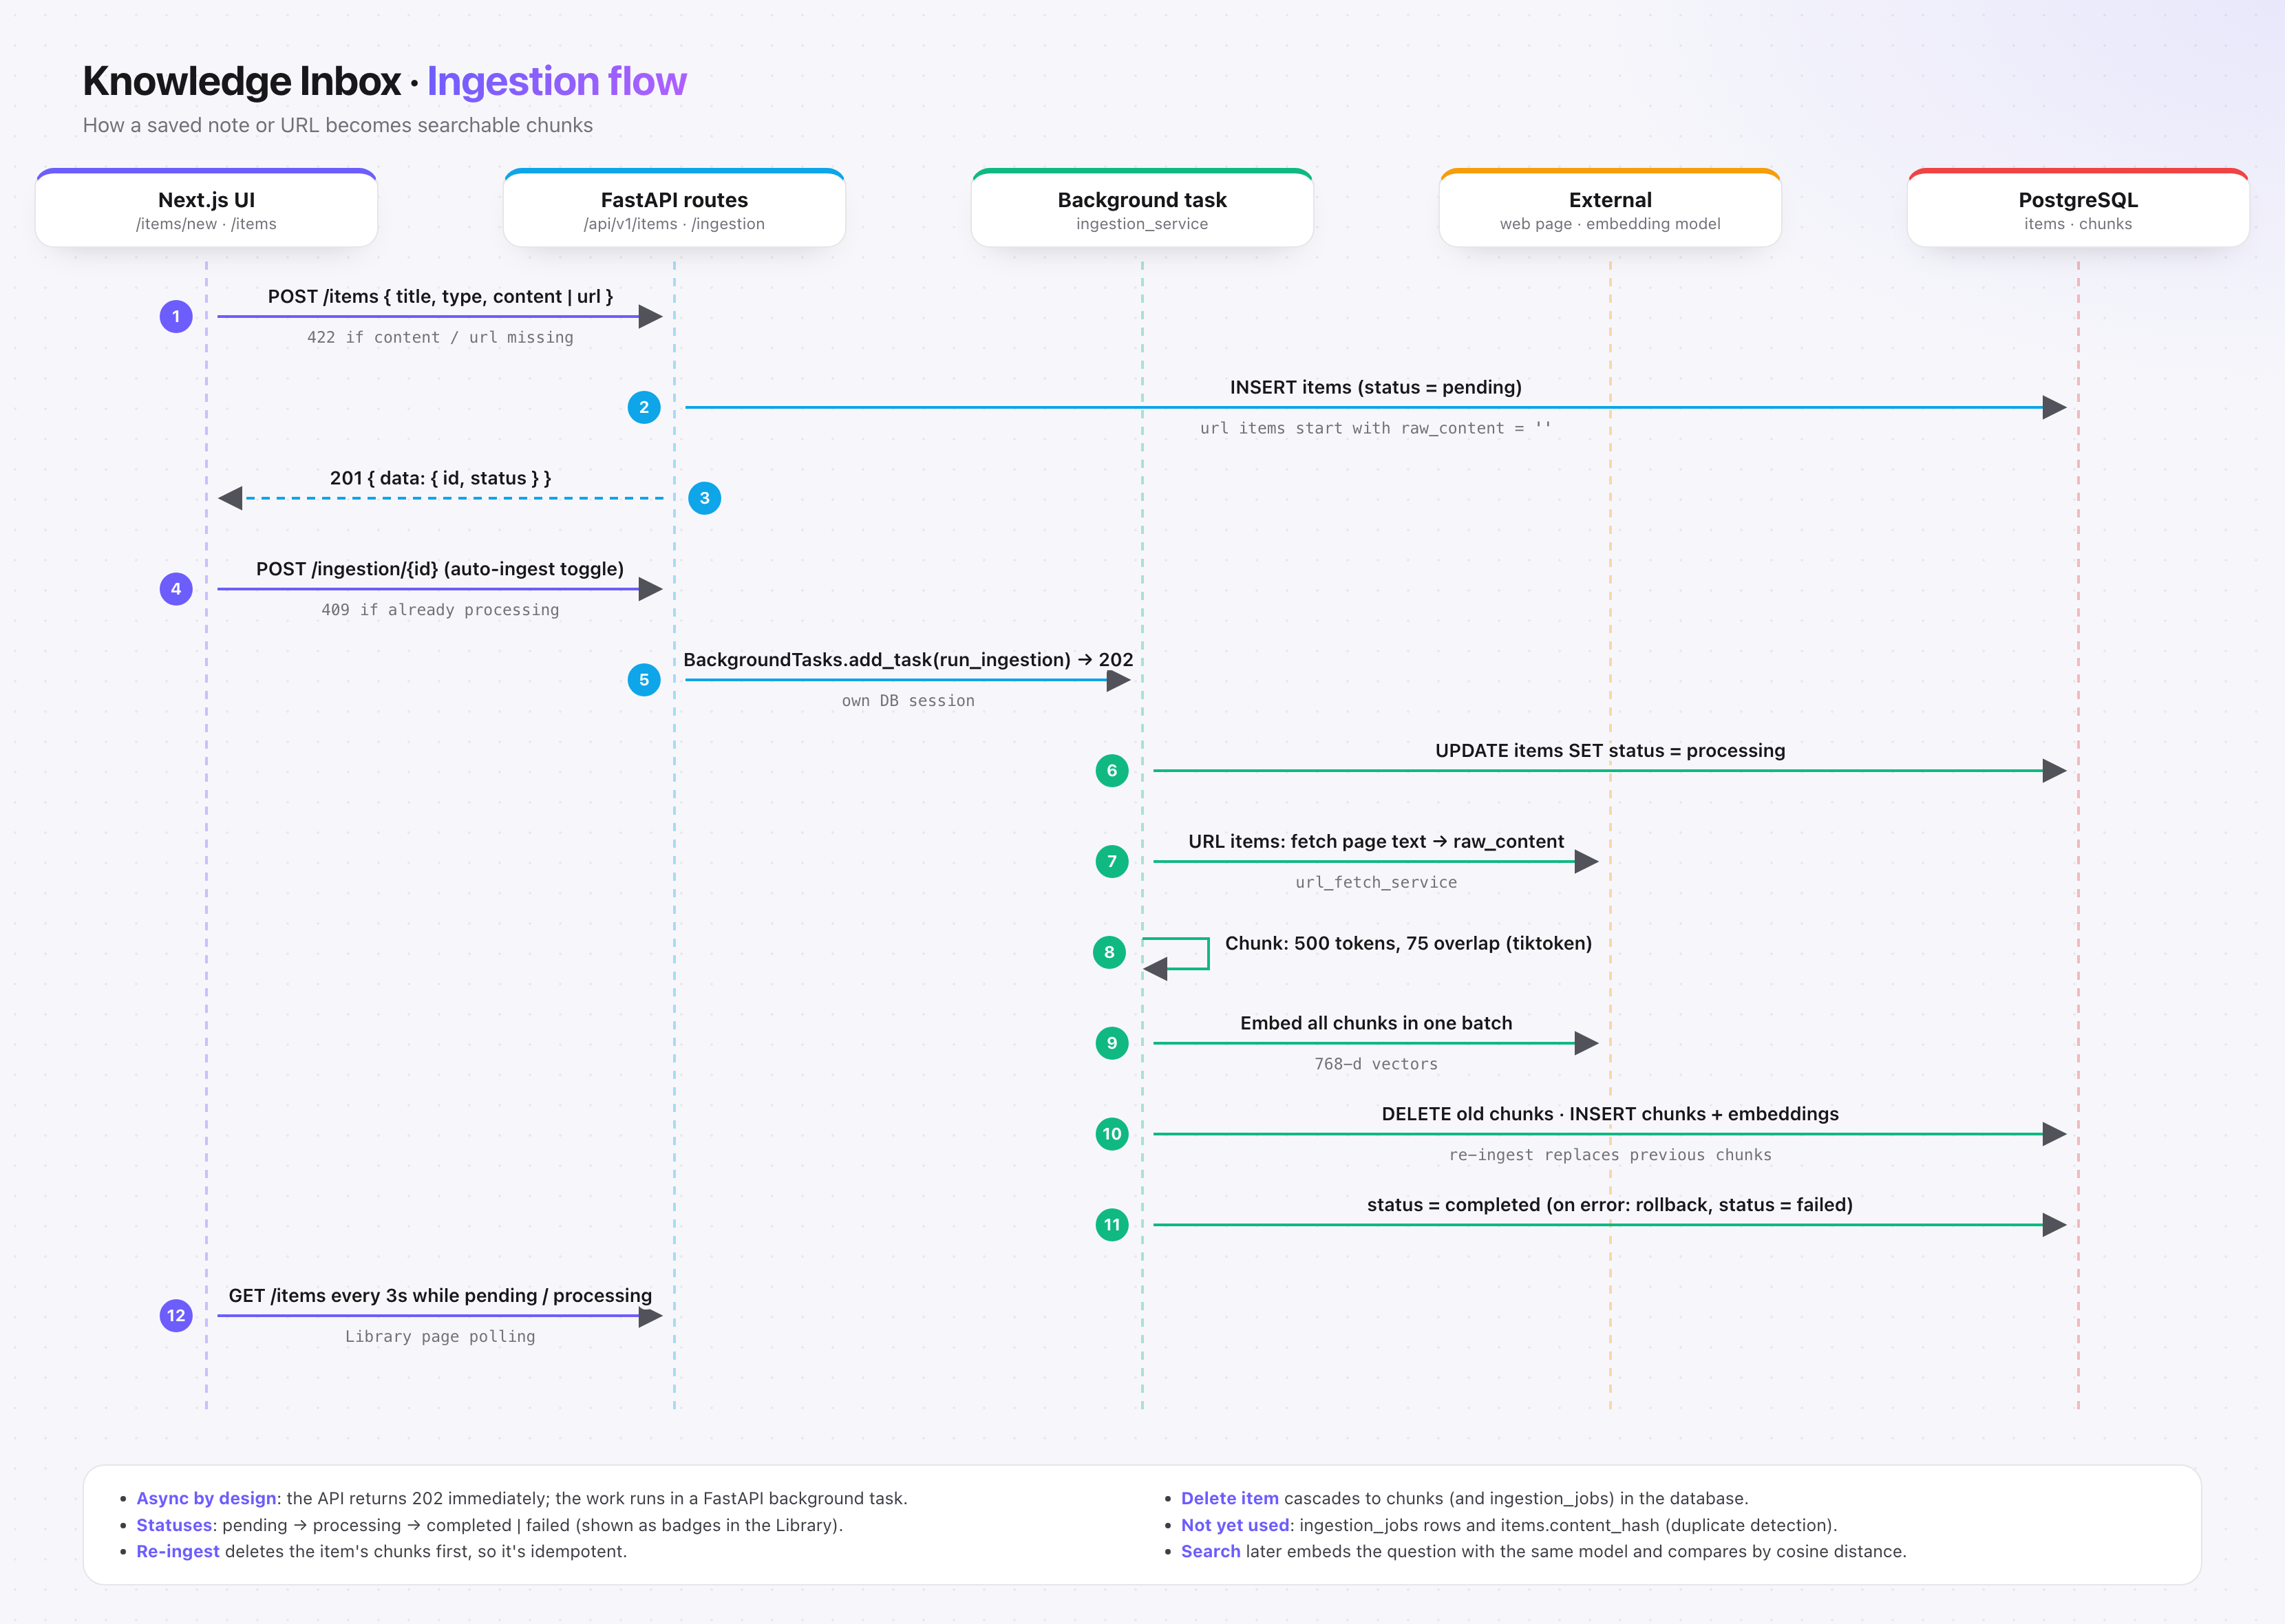 Knowledge Inbox · Ingestion flow
How a saved note or URL becomes searchable chunks
Next.js UI
/items/new · /items
FastAPI routes
/api/v1/items · /ingestion
Background task
ingestion_service
External
web page · embedding model
PostgreSQL
items · chunks
1
POST /items { title, type, content | url }
422 if content / url missing
2
INSERT items (status = pending)
url items start with raw_content = ''
201 { data: { id, status } }
3
4
POST /ingestion/{id} (auto-ingest toggle)
409 if already processing
5
BackgroundTasks.add_task(run_ingestion) → 202
own DB session
6
UPDATE items SET status = processing
7
URL items: fetch page text → raw_content
url_fetch_service
8
Chunk: 500 tokens, 75 overlap (tiktoken)
9
Embed all chunks in one batch
768-d vectors
10
DELETE old chunks · INSERT chunks + embeddings
re-ingest replaces previous chunks
11
status = completed (on error: rollback, status = failed)
12
GET /items every 3s while pending / processing
Library page polling
• Async by design: the API returns 202 immediately; the work runs in a FastAPI background task.
• Statuses: pending → processing → completed | failed (shown as badges in the Library).
• Re-ingest deletes the item's chunks first, so it's idempotent.
• Delete item cascades to chunks (and ingestion_jobs) in the database.
• Not yet used: ingestion_jobs rows and items.content_hash (duplicate detection).
• Search later embeds the question with the same model and compares by cosine distance.